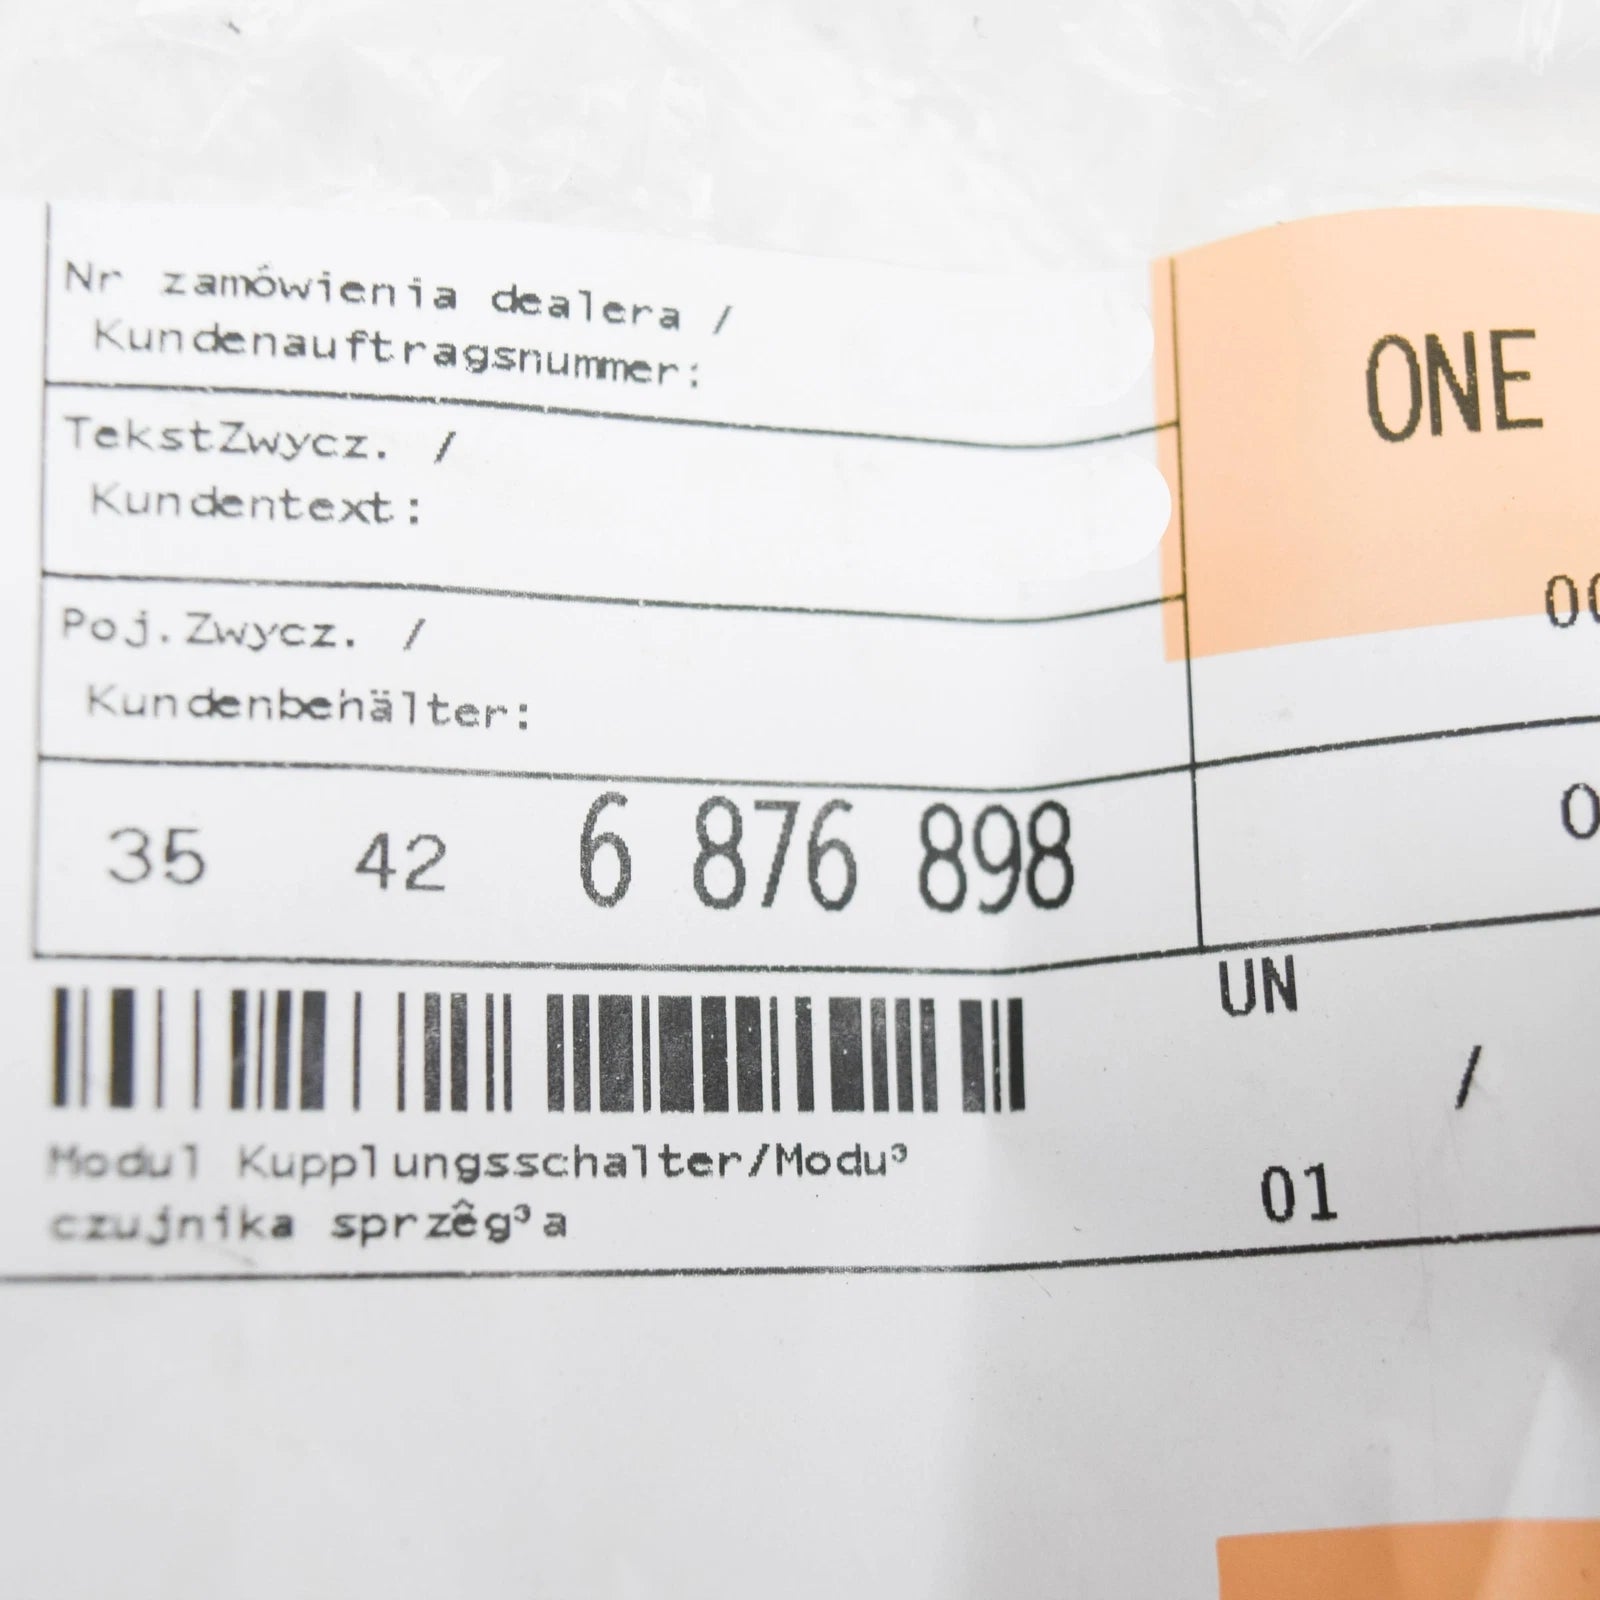 Nr zamówienia dealera /
Kundenauftragsnummer:
ONE
TekstZwycz. /
Kundentext:
Poj.Zwycz. /
Kundenbehälter:
35 42 6 876 898
UN
/
Modul Kupplungsschalter/Modu³
czujnika sprzêg³a
01